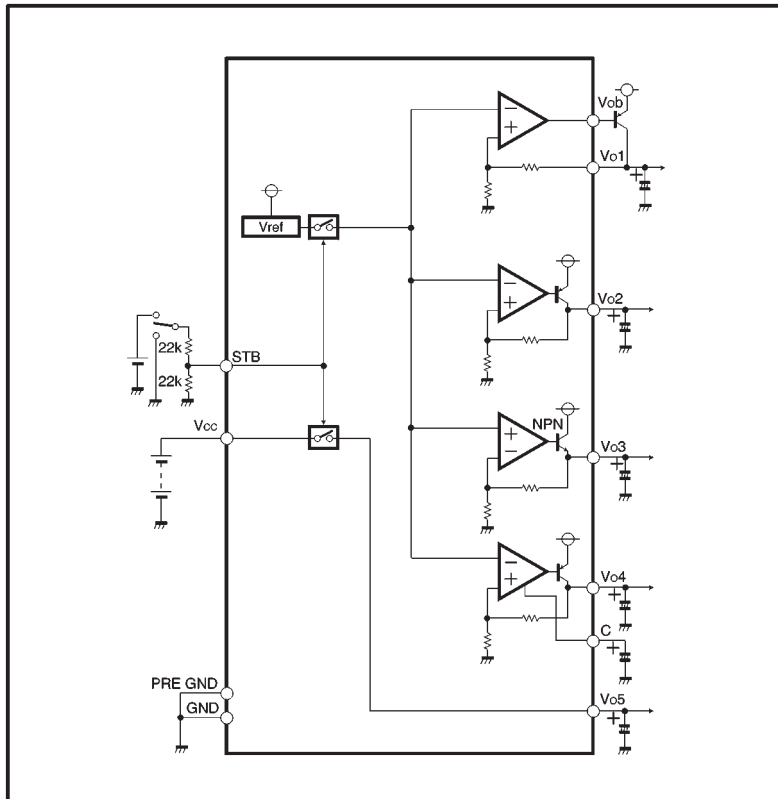 Vob
−
+
Vo1
+
Vref
−
+
Vo2
+
22k
STB
22k
Vcc
NPN
+
−
Vo3
+
−
+
Vo4
+
C
+
PRE GND
GND
Vo5
+